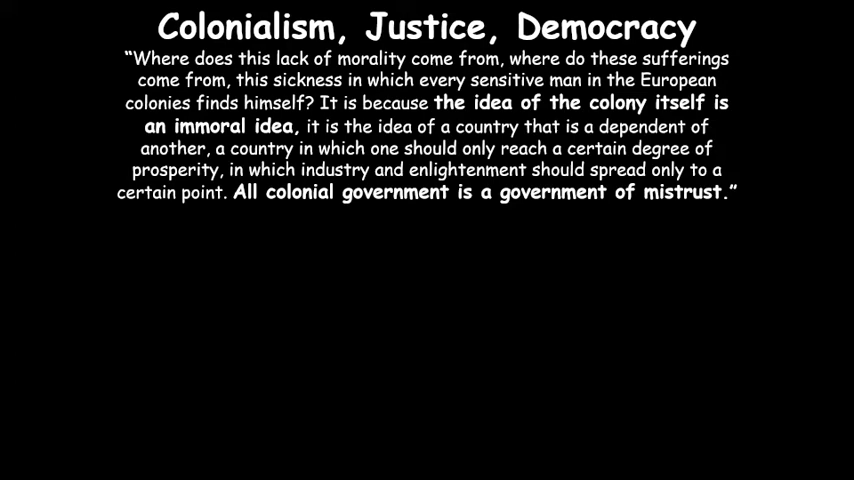 Colonialism, Justice, Democracy
“Where does this lack of morality come from, where do these sufferings
come from, this sickness in which every sensitive man in the European
colonies finds himself? It is because the idea of the colony itself is
an immoral idea, it is the idea of a country that is a dependent of
another, a country in which one should only reach a certain degree of
prosperity, in which industry and enlightenment should spread only to a
certain point. All colonial government is a government of mistrust.”